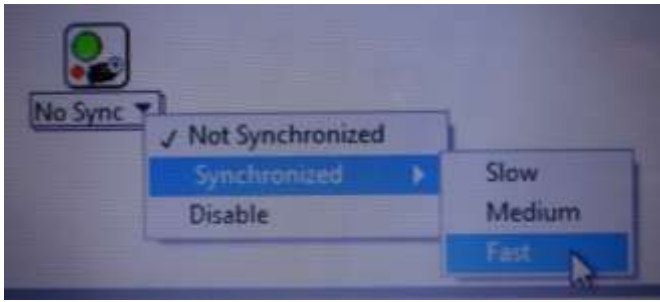 No Sync
✓ Not Synchronized
Synchronized
Disable
Slow
Medium
Fast